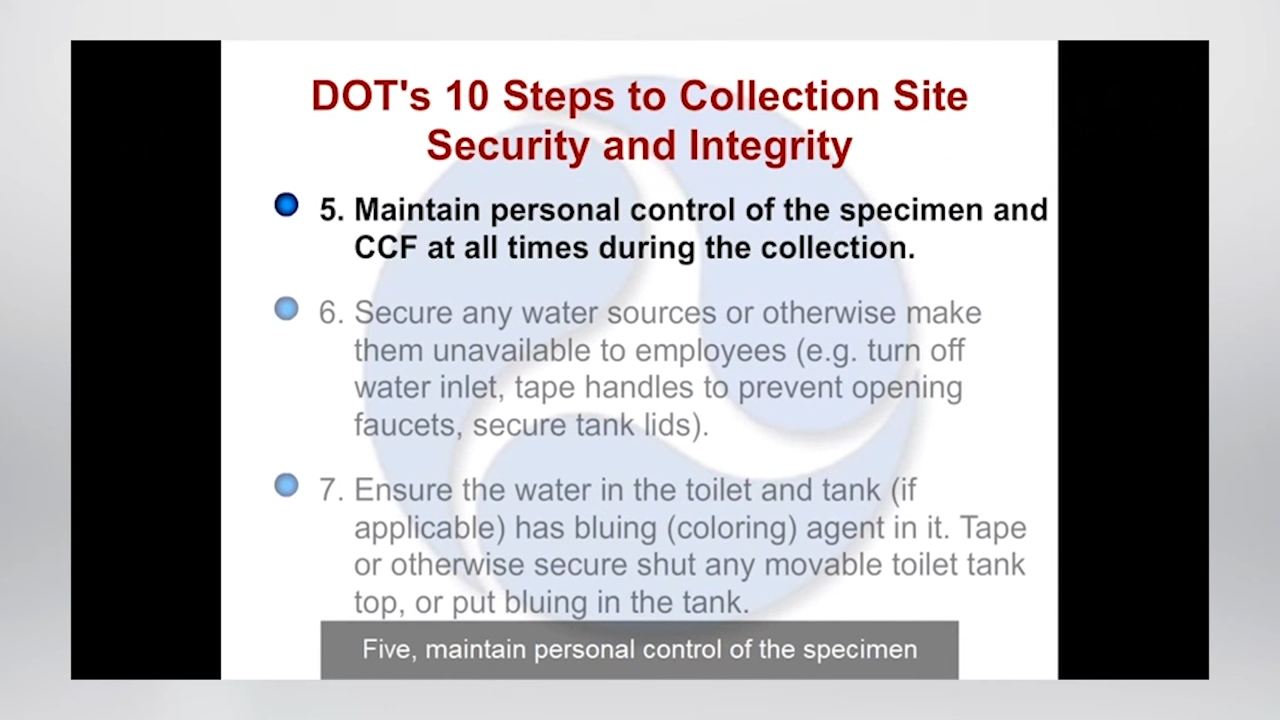 DOT's 10 Steps to Collection Site
Security and Integrity
5. Maintain personal control of the specimen and
CCF at all times during the collection.
6. Secure any water sources or otherwise make
them unavailable to employees (e.g. turn off
water inlet, tape handles to prevent opening
faucets, secure tank lids).
7. Ensure the water in the toilet and tank (if
applicable) has bluing (coloring) agent in it. Tape
or otherwise secure shut any movable toilet tank
top, or put bluing in the tank.
Five, maintain personal control of the specimen